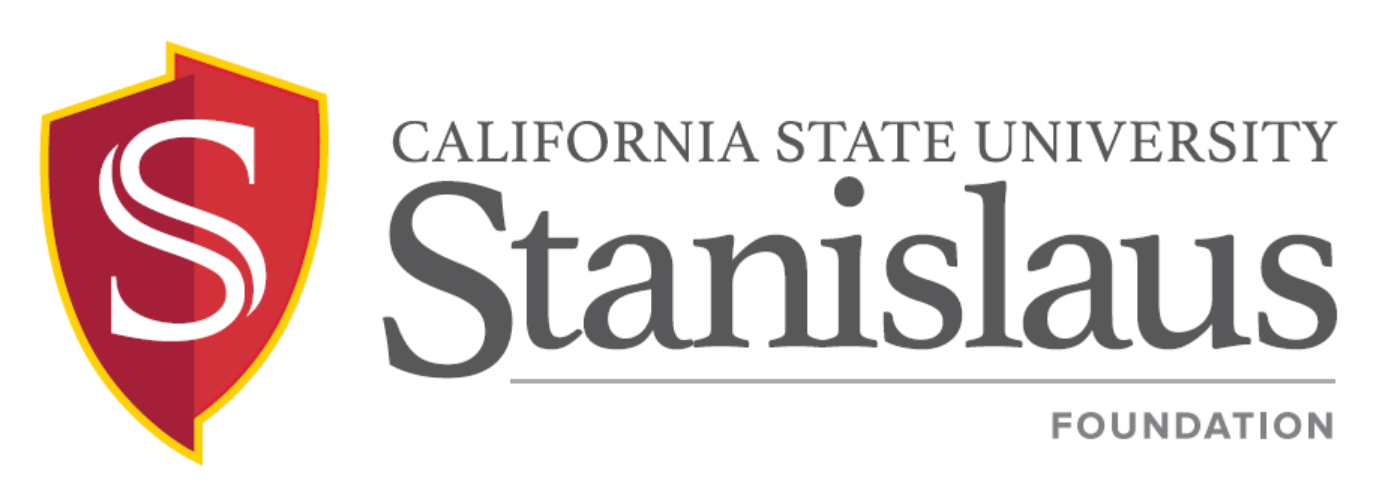 S
CALIFORNIA STATE UNIVERSITY
Stanislaus
FOUNDATION